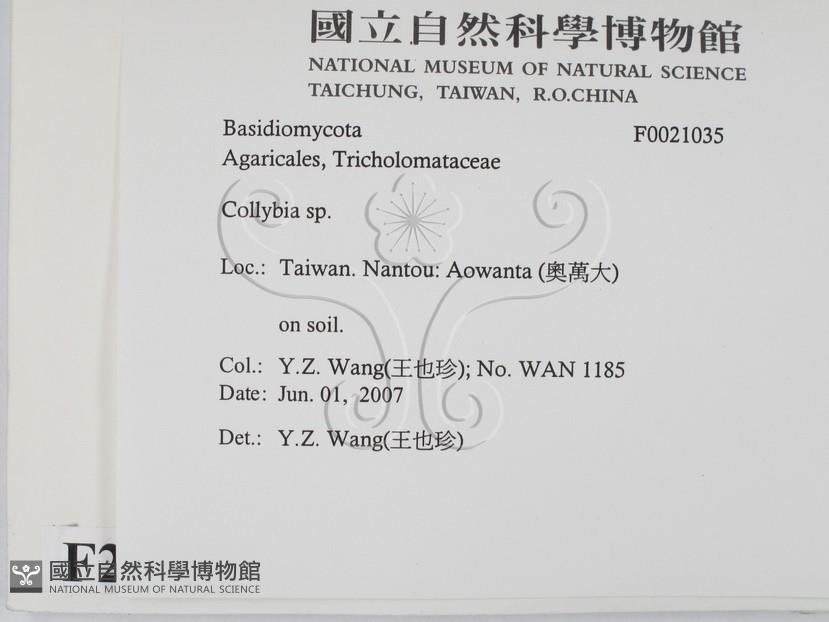 國立自然科學博物館
NATIONAL MUSEUM OF NATURAL SCIENCE
TAICHUNG, TAIWAN, R.O.CHINA
Basidiomycota F0021035
Agaricales, Tricholomataceae
Collybia sp.
Loc.: Taiwan. Nantou: Aowanta (奧萬大)
on soil.
Col.: Y.Z. Wang(王也珍); No. WAN 1185
Date: Jun. 01, 2007
Det.: Y.Z. Wang(王也珍)
F2
國立自然科學博物館
NATIONAL MUSEUM OF NATURAL SCIENCE